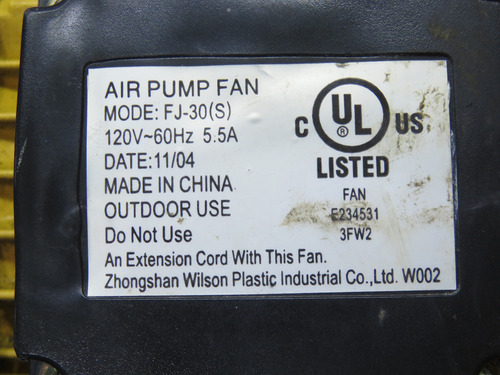 AIR PUMP FAN
MODE: FJ-30(S)
120V~60Hz 5.5A
DATE:11/04
MADE IN CHINA
OUTDOOR USE
Do Not Use
An Extension Cord With This Fan.
Zhongshan Wilson Plastic Industrial Co.,Ltd. W002
C UL ® US
LISTED
FAN
E234531
3FW2